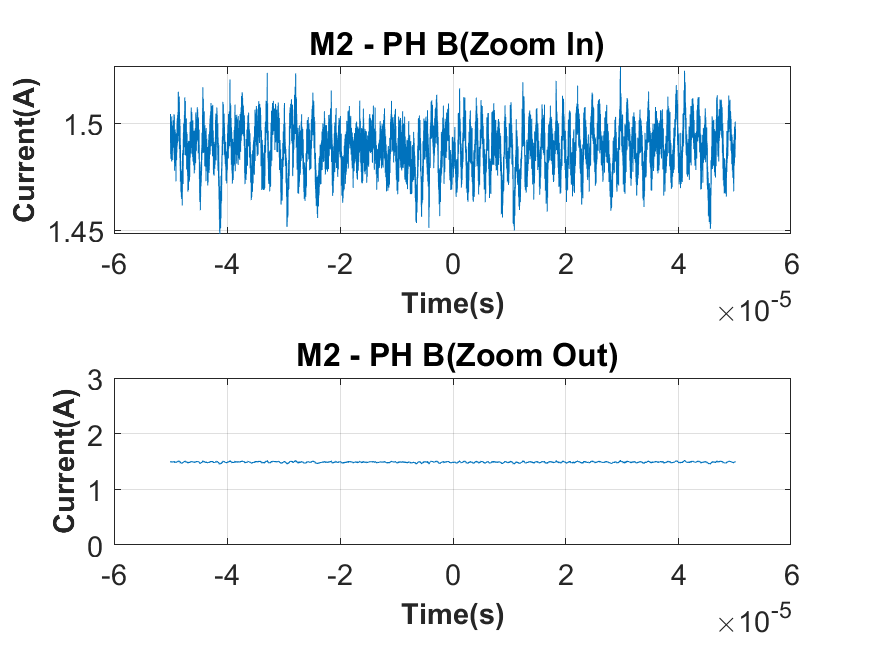 M2 - PH B(Zoom In)
Current(A)
1.5
1.45
-6 -4 -2 0 2 4 6
Time(s)
×10-5
M2 - PH B(Zoom Out)
Current(A)
3
2
1
0
-6 -4 -2 0 2 4 6
Time(s)
×10-5